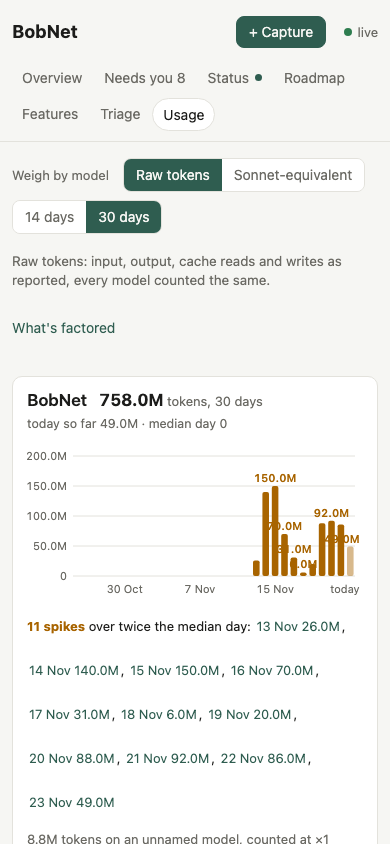 BobNet
+ Capture
live
Overview
Needs you 8
Status
Roadmap
Features
Triage
Usage
Weigh by model
Raw tokens
Sonnet-equivalent
14 days
30 days
Raw tokens: input, output, cache reads and writes as
reported, every model counted the same.
What's factored
BobNet 758.0M tokens, 30 days
today so far 49.0M · median day 0
200.0M
150.0M
100.0M
50.0M
0
150.0M
70.0M
31.0M
92.0M
49.0M
30 Oct
7 Nov
15 Nov
today
11 spikes over twice the median day: 13 Nov 26.0M,
14 Nov 140.0M, 15 Nov 150.0M, 16 Nov 70.0M,
17 Nov 31.0M, 18 Nov 6.0M, 19 Nov 20.0M,
20 Nov 88.0M, 21 Nov 92.0M, 22 Nov 86.0M,
23 Nov 49.0M
8.8M tokens on an unnamed model, counted at ×1